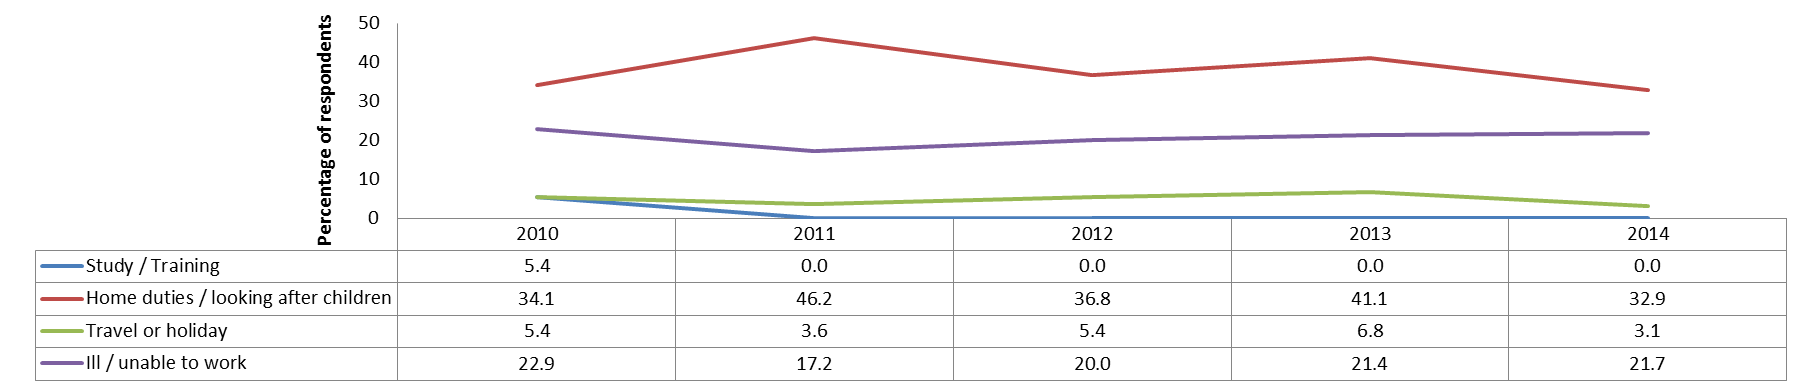 Percentage of respondents
50
40
30
20
10
0
2010 2011 2012 2013 2014
Study / Training 5.4 0.0 0.0 0.0 0.0
Home duties / looking after children 34.1 46.2 36.8 41.1 32.9
Travel or holiday 5.4 3.6 5.4 6.8 3.1
Ill / unable to work 22.9 17.2 20.0 21.4 21.7